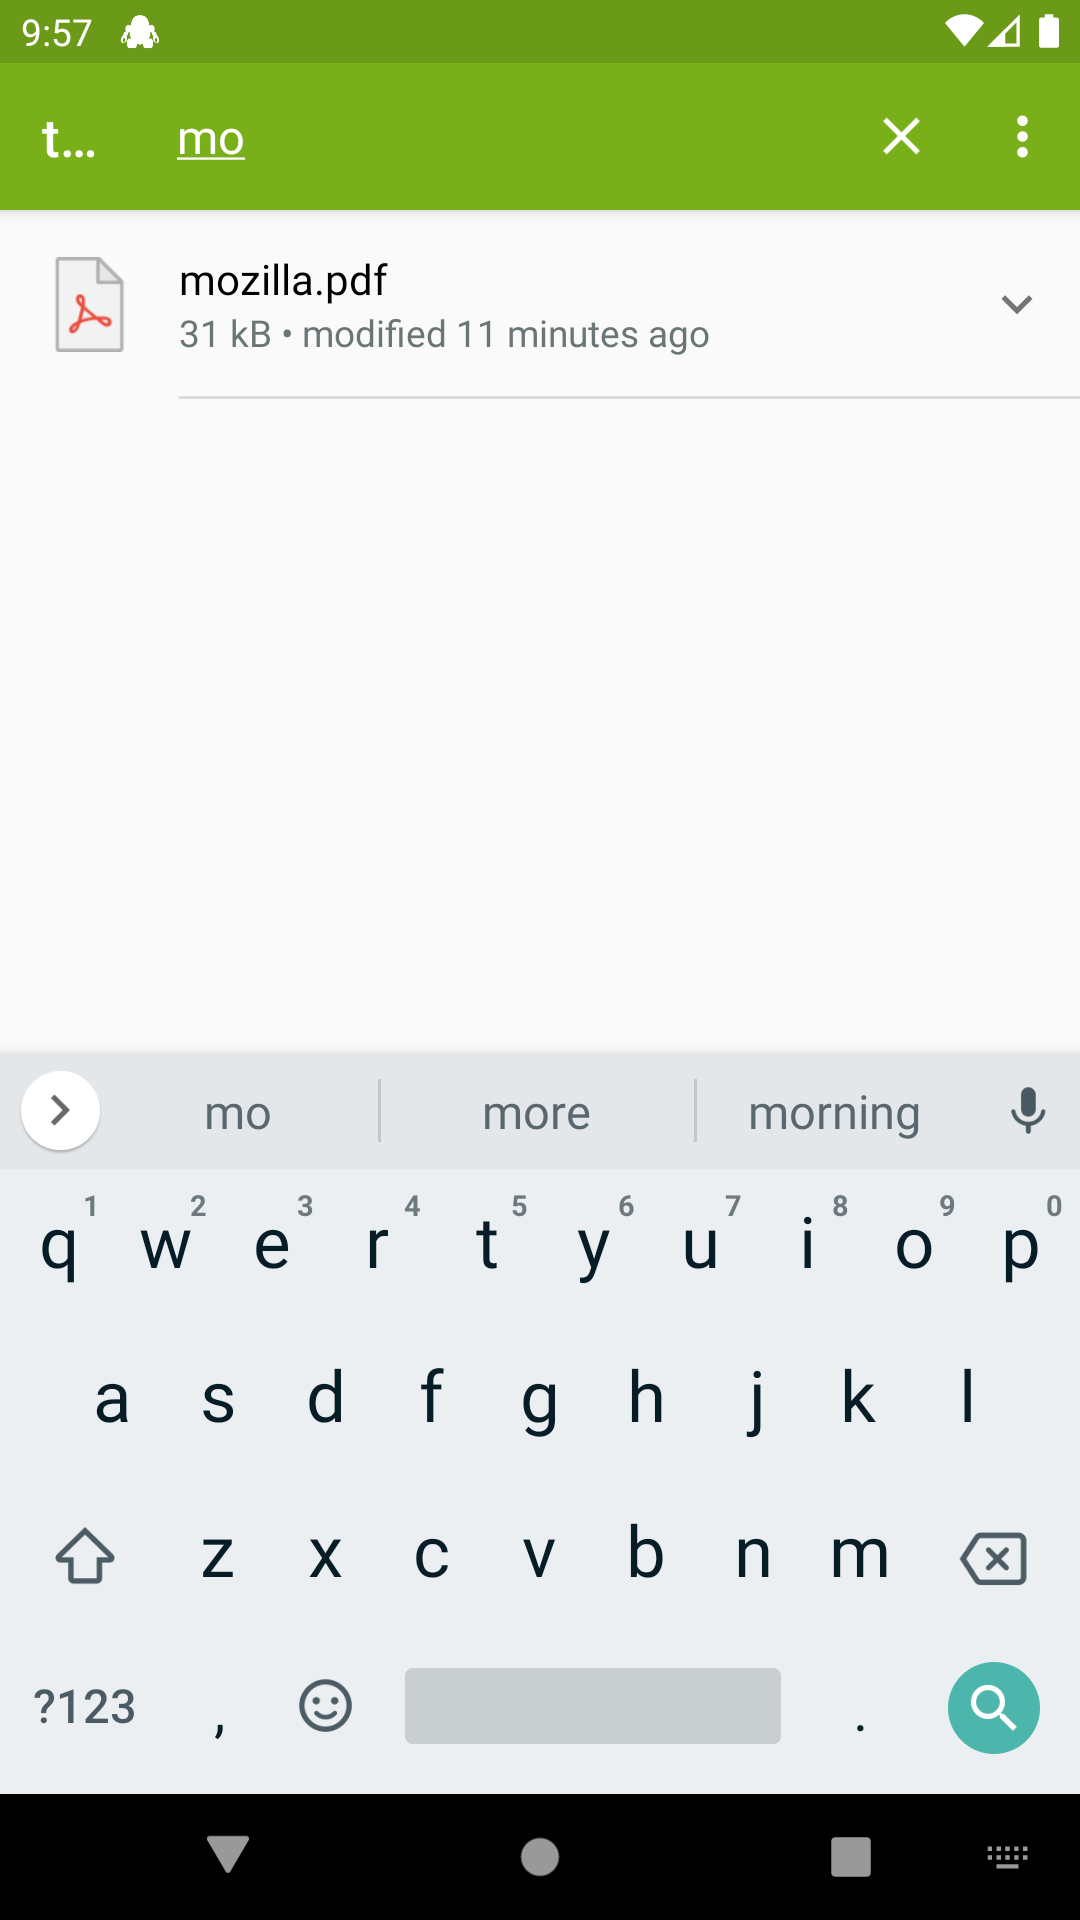 9:57
t... mo
mozilla.pdf
31 kB • modified 11 minutes ago
mo more morning
1 2 3 4 5 6 7 8 9 0
q w e r t y u i o p
a s d f g h j k l
z x c v b n m
?123 , .